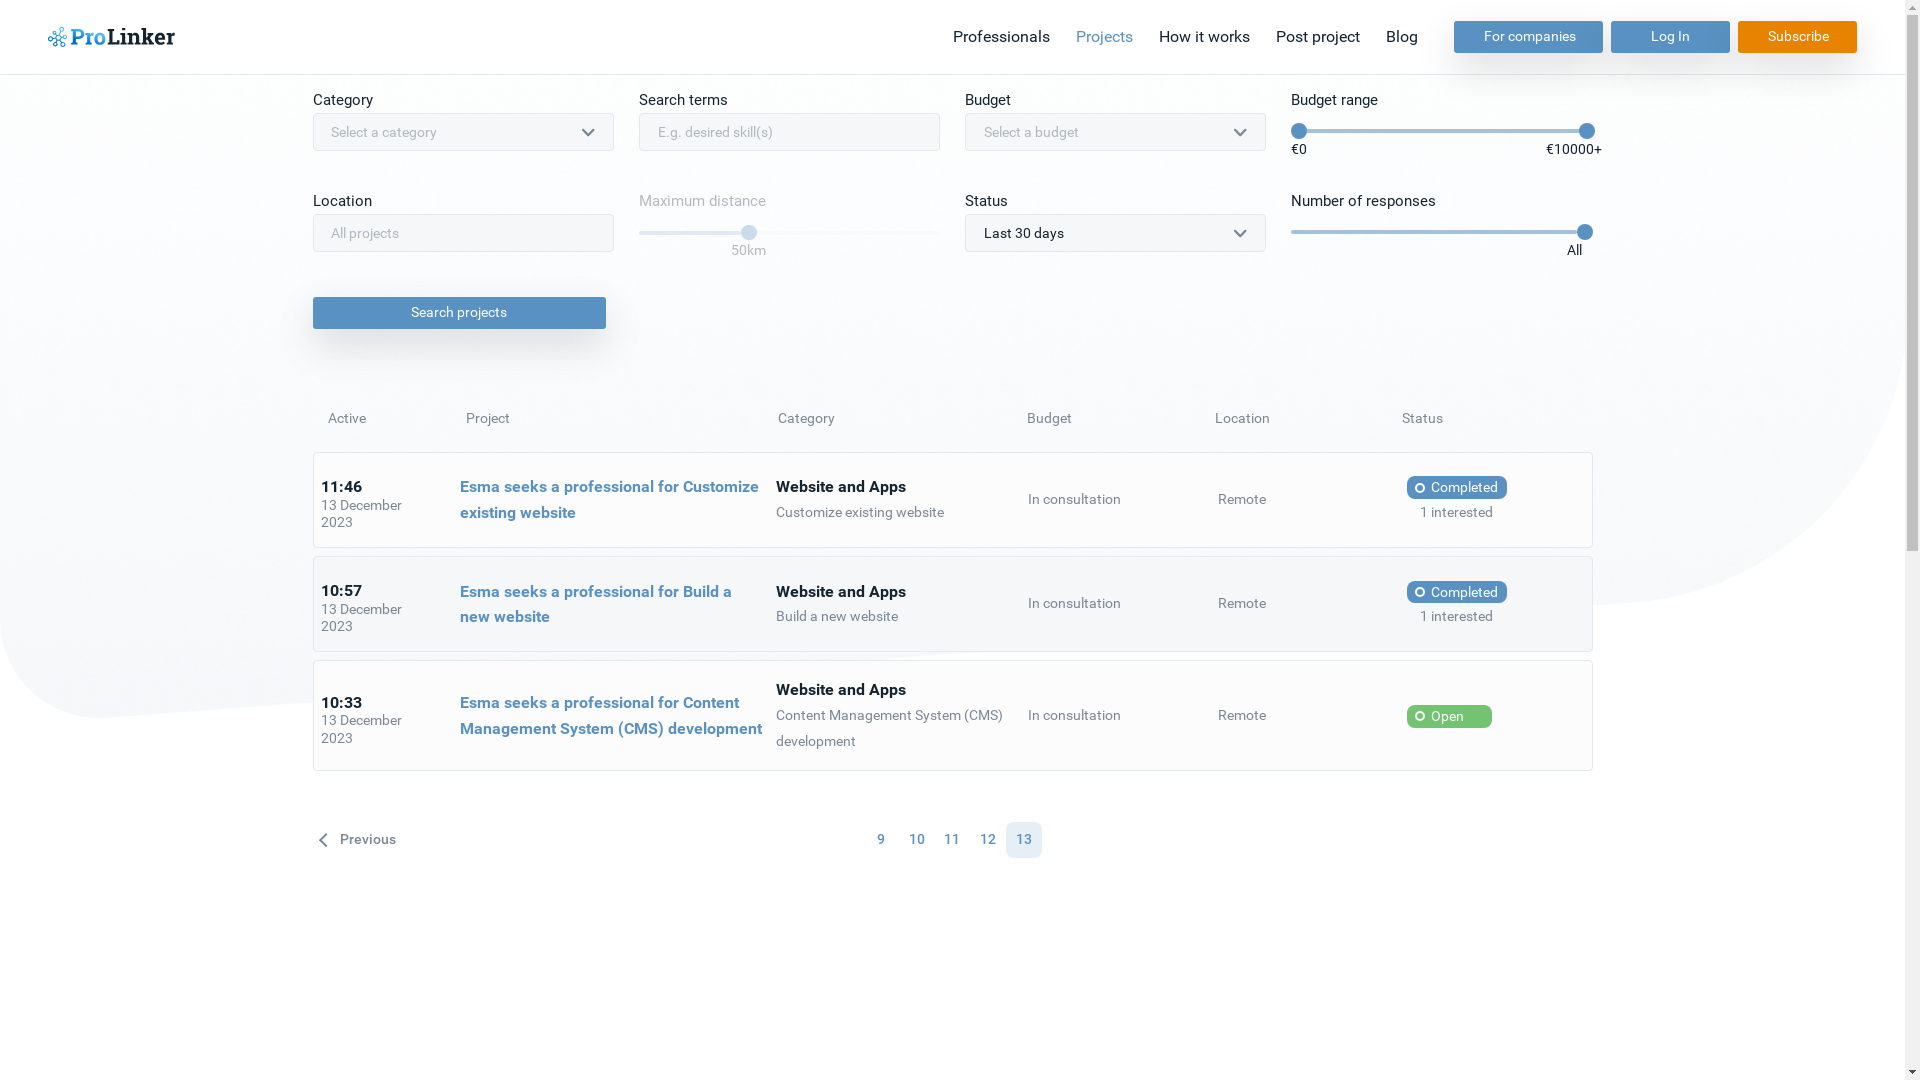 ProLinker
Professionals
Projects
How it works
Post project
Blog
For companies
Log In
Subscribe
Category
Search terms
Budget
Budget range
Select a category
E.g. desired skill(s)
Select a budget
€0
€10000+
Location
Maximum distance
Status
Number of responses
All projects
50km
Last 30 days
All
Search projects
Active
Project
Category
Budget
Location
Status
11:46
13 December
2023
Esma seeks a professional for Customize
existing website
Website and Apps
Customize existing website
In consultation
Remote
Completed
1 interested
10:57
13 December
2023
Esma seeks a professional for Build a
new website
Website and Apps
Build a new website
In consultation
Remote
Completed
1 interested
10:33
13 December
2023
Esma seeks a professional for Content
Management System (CMS) development
Website and Apps
Content Management System (CMS)
development
In consultation
Remote
Open
Previous
9
10
11
12
13